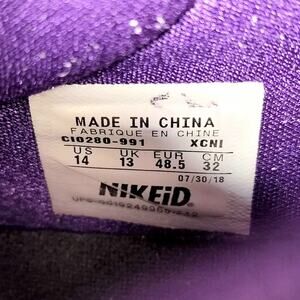 MADE IN CHINA
FABRIQUE EN CHINE
CI0280-991 XCNI
US UK EUR CM
14 13 48.5 32
07/30/18
NIKEiD